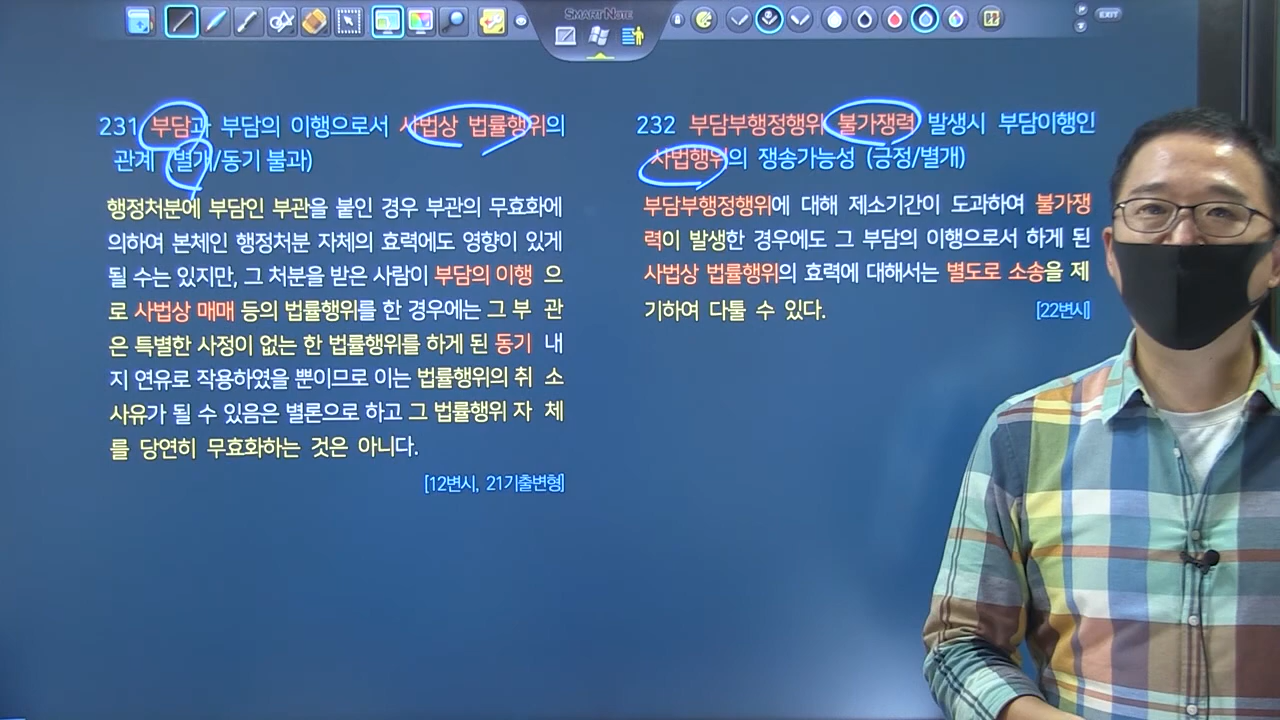 SMART NOTE
EXIT
231 부담과 부담의 이행으로서 사법상 법률행위의
관계 (별개/동기 불과)
행정처분에 부담인 부관을 붙인 경우 부관의 무효화에
의하여 본체인 행정처분 자체의 효력에도 영향이 있게
될 수는 있지만, 그 처분을 받은 사람이 부담의 이행 으
로 사법상 매매 등의 법률행위를 한 경우에는 그 부 관
은 특별한 사정이 없는 한 법률행위를 하게 된 동기 내
지 연유로 작용하였을 뿐이므로 이는 법률행위의 취 소
사유가 될 수 있음은 별론으로 하고 그 법률행위 자 체
를 당연히 무효화하는 것은 아니다.
[12변시, 21기출변형]
232 부담부행정행위 불가쟁력 발생시 부담이행인
사법행위의 쟁송가능성 (긍정/별개)
부담부행정행위에 대해 제소기간이 도과하여 불가쟁
력이 발생한 경우에도 그 부담의 이행으로서 하게 된
사법상 법률행위의 효력에 대해서는 별도로 소송을 제
기하여 다툴 수 있다.
[22변시]